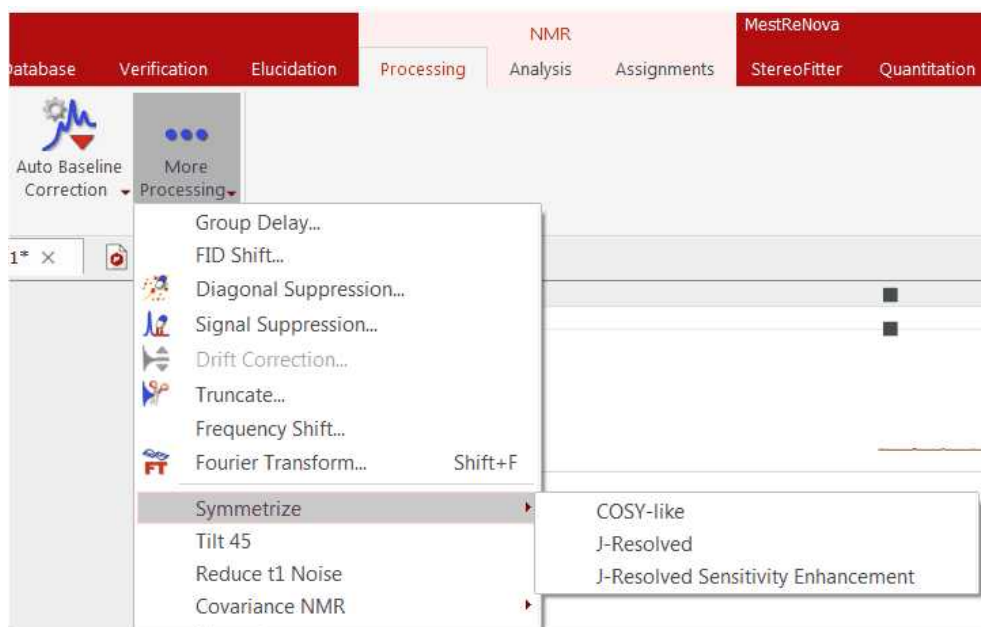 NMR
MestReNova
Database Verification Elucidation Processing Analysis Assignments StereoFitter Quantitation
Auto Baseline
Correction
More
Processing
1*
Group Delay...
FID Shift...
Diagonal Suppression...
Signal Suppression...
Drift Correction...
Truncate...
Frequency Shift...
FT Fourier Transform... Shift+F
Symmetrize
COSY-like
Tilt 45
J-Resolved
Reduce t1 Noise
J-Resolved Sensitivity Enhancement
Covariance NMR